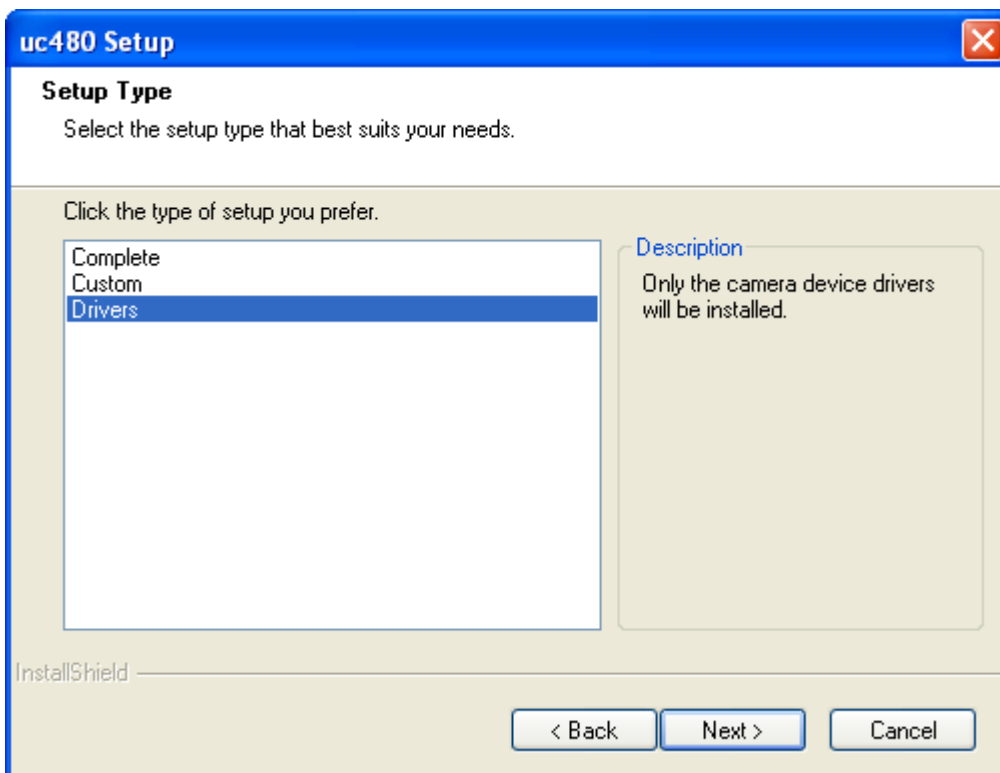 uc480 Setup
Setup Type
Select the setup type that best suits your needs.
Click the type of setup you prefer.
Complete
Custom
Drivers
Description
Only the camera device drivers
will be installed.
InstallShield
< Back
Next >
Cancel